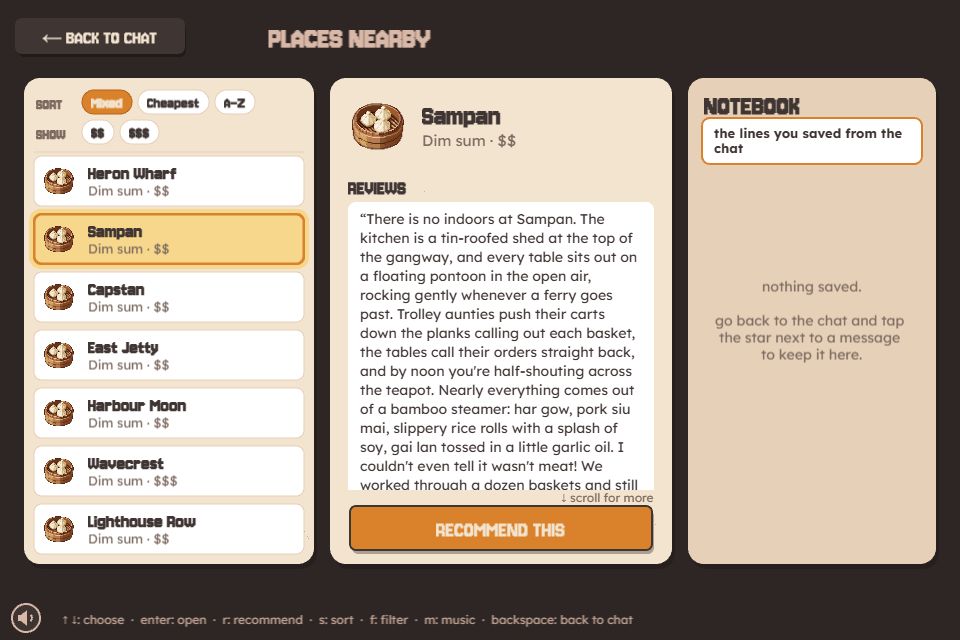 ← BACK TO CHAT
PLACES NEARBY
SORT
Mixed
Cheapest
A-Z
SHOW
$$
$$$
Heron Wharf
Dim sum · $$
Sampan
Dim sum · $$
Capstan
Dim sum · $$
East Jetty
Dim sum · $$
Harbour Moon
Dim sum · $$
Wavecrest
Dim sum · $$$
Lighthouse Row
Dim sum · $$
Sampan
Dim sum · $$
REVIEWS
“There is no indoors at Sampan. The
kitchen is a tin-roofed shed at the top of
the gangway, and every table sits out on
a floating pontoon in the open air,
rocking gently whenever a ferry goes
past. Trolley aunties push their carts
down the planks calling out each basket,
the tables call their orders straight back,
and by noon you're half-shouting across
the teapot. Nearly everything comes out
of a bamboo steamer: har gow, pork siu
mai, slippery rice rolls with a splash of
soy, gai lan tossed in a little garlic oil. I
couldn't even tell it wasn't meat! We
worked through a dozen baskets and still
↓ scroll for more
RECOMMEND THIS
NOTEBOOK
the lines you saved from the
chat
nothing saved.
go back to the chat and tap
the star next to a message
to keep it here.
↑ ↓: choose · enter: open · r: recommend · s: sort · f: filter · m: music · backspace: back to chat